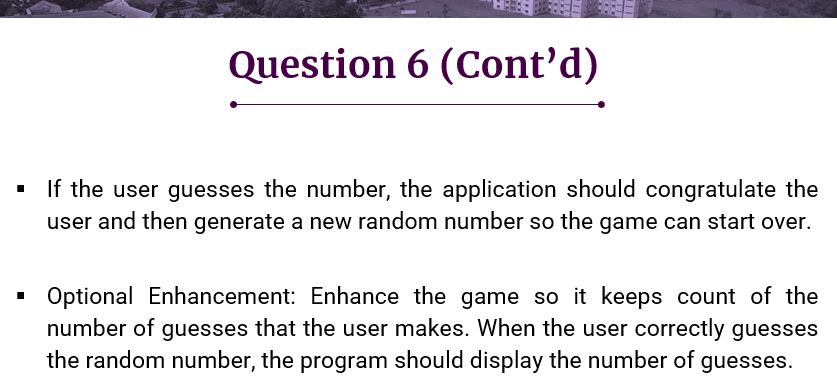 Question 6 (Cont’d)
▪ If the user guesses the number, the application should congratulate the
user and then generate a new random number so the game can start over.
▪ Optional Enhancement: Enhance the game so it keeps count of the
number of guesses that the user makes. When the user correctly guesses
the random number, the program should display the number of guesses.